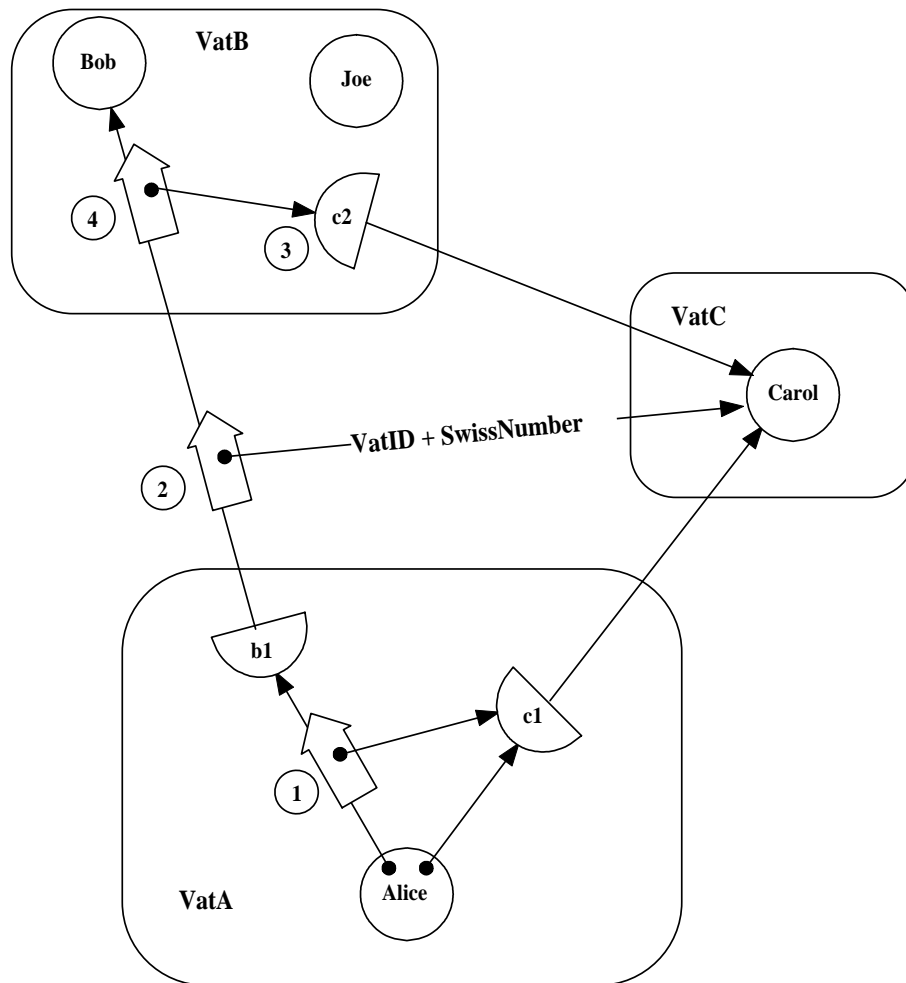 VatB
Bob
Joe
4
c2
3
VatC
Carol
VatID + SwissNumber
2
b1
c1
1
Alice
VatA